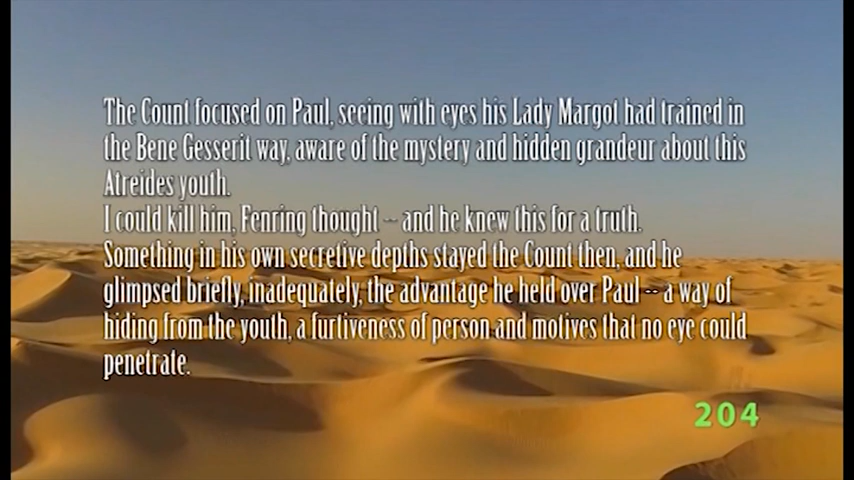 The Count focused on Paul, seeing with eyes his Lady Margot had trained in
the Bene Gesserit way, aware of the mystery and hidden grandeur about this
Atreides youth.
I could kill him, Fenring thought -- and he knew this for a truth.
Something in his own secretive depths stayed the Count then, and he
glimpsed briefly, inadequately, the advantage he held over Paul -- a way of
hiding from the youth, a furtiveness of person and motives that no eye could
penetrate.
204